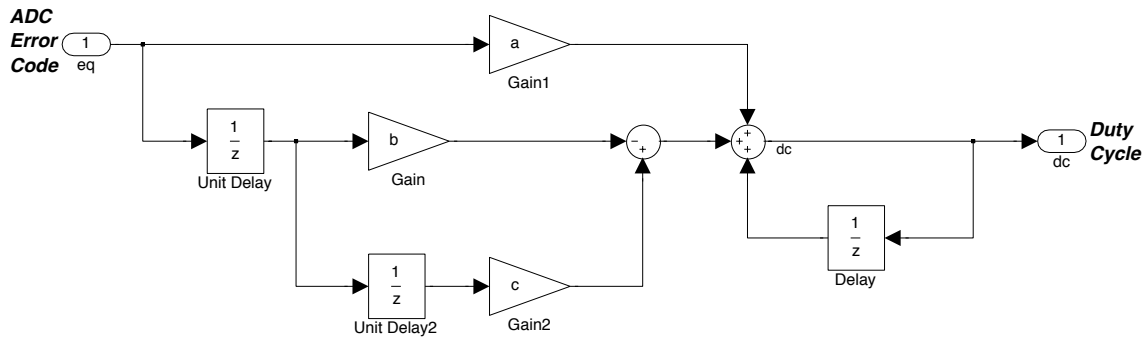 ADC
Error
Code
1
eq
a
Gain1
1
z
Unit Delay
b
Gain
−
+
+
+
+
dc
1
dc
Duty
Cycle
1
z
Unit Delay2
c
Gain2
1
z
Delay